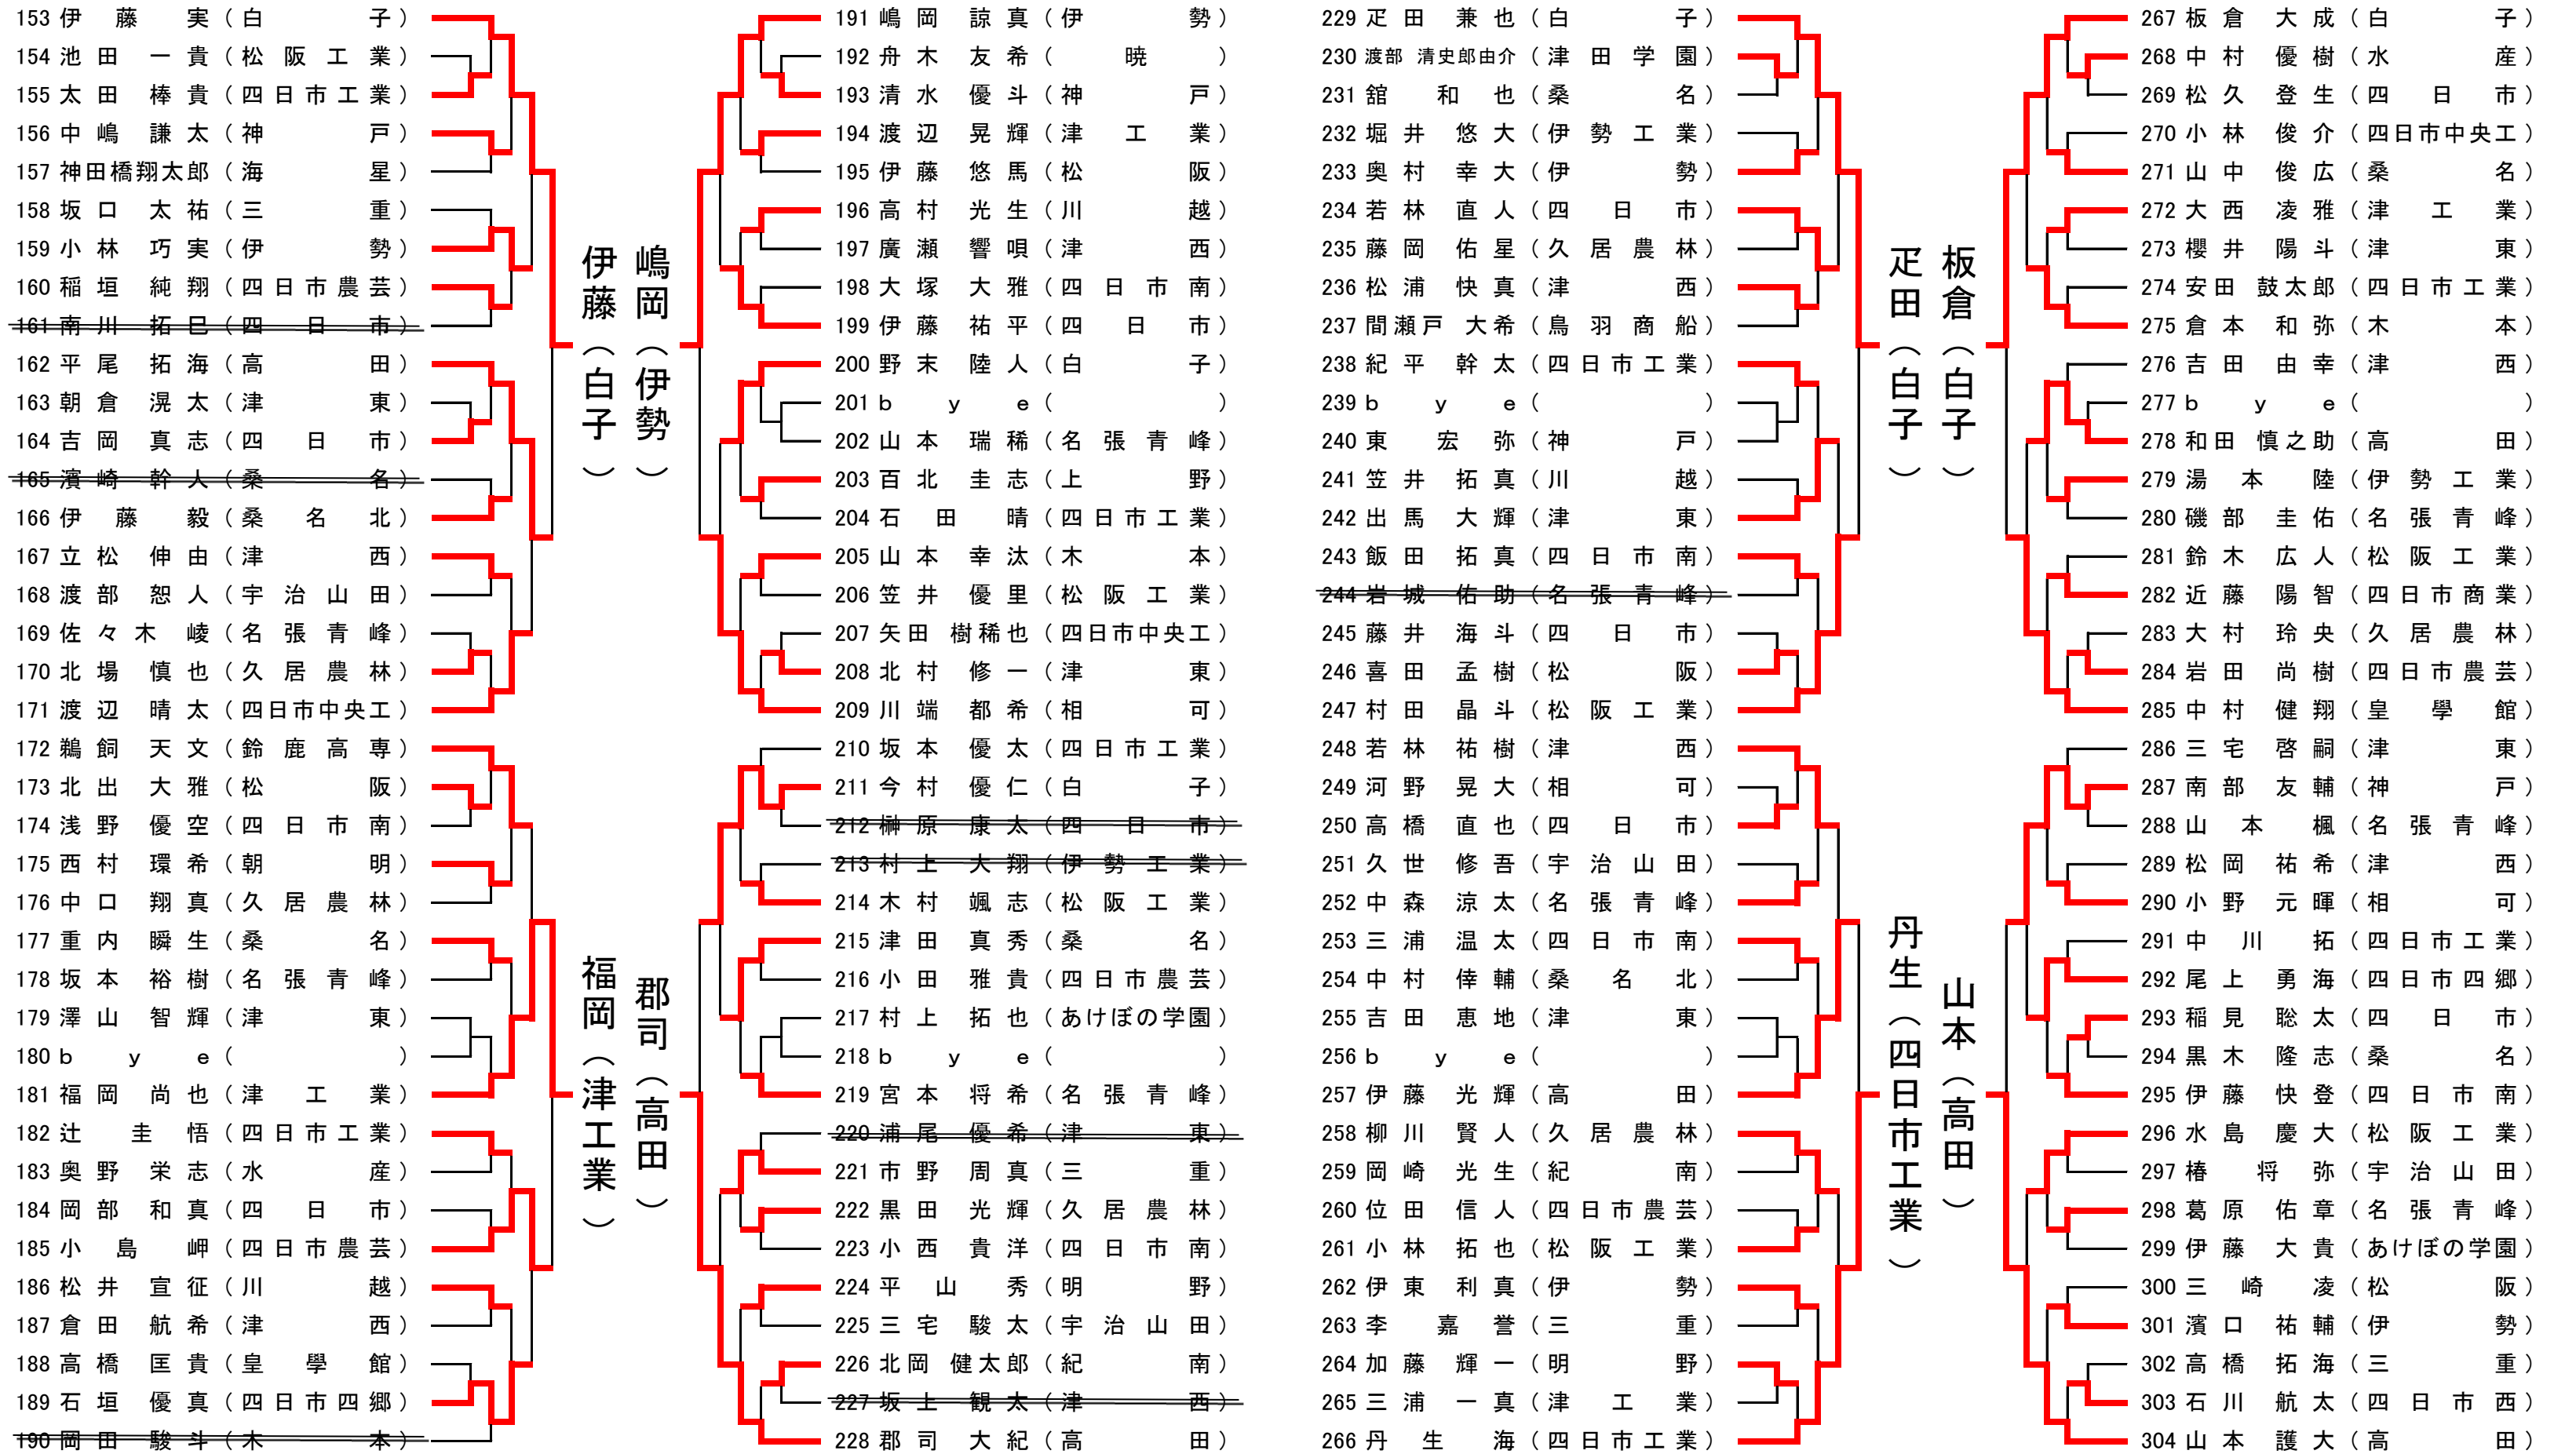 153 伊藤 実（白子）
154 池田 一貴（松阪工業）
155 太田 棒貴（四日市工業）
156 中嶋 謙太（神戸）
157 神田橋翔太郎（海星）
158 坂口 太祐（三重）
159 小林 巧実（伊勢）
160 稲垣 純翔（四日市農芸）
161 南川 拓巳（四日市）
162 平尾 拓海（高田）
163 朝倉 滉太（津東）
164 吉岡 真志（四日市）
165 濱崎 幹人（桑名）
166 伊藤 毅（桑名北）
167 立松 伸由（津西）
168 渡部 恕人（宇治山田）
169 佐々木 崚（名張青峰）
170 北場 慎也（久居農林）
171 渡辺 晴太（四日市中央工）
172 鵜飼 天文（鈴鹿高専）
173 北出 大雅（松阪）
174 浅野 優空（四日市南）
175 西村 環希（朝明）
176 中口 翔真（久居農林）
177 重内 瞬生（桑名）
178 坂本 裕樹（名張青峰）
179 澤山 智輝（津東）
180 bye（ ）
181 福岡 尚也（津工業）
182 辻 圭悟（四日市工業）
183 奥野 栄志（水産）
184 岡部 和真（四日市）
185 小島 岬（四日市農芸）
186 松井 宣征（川越）
187 倉田 航希（津西）
188 高橋 匡貴（皇學館）
189 石垣 優真（四日市四郷）
190 岡田 駿斗（木本）
伊藤（白子）
福岡（津工業）
嶋岡（伊勢）
郡司（高田）
191 嶋岡 諒真（伊勢）
192 舟木 友希（暁）
193 清水 優斗（神戸）
194 渡辺 晃輝（津工業）
195 伊藤 悠馬（松阪）
196 高村 光生（川越）
197 廣瀬 響唄（津西）
198 大塚 大雅（四日市南）
199 伊藤 祐平（四日市）
200 野末 陸人（白子）
201 bye（ ）
202 山本 瑞稀（名張青峰）
203 百北 圭志（上野）
204 石田 晴（四日市工業）
205 山本 幸汰（木本）
206 笠井 優里（松阪工業）
207 矢田 樹稀也（四日市中央工）
208 北村 修一（津東）
209 川端 都希（相可）
210 坂本 優太（四日市工業）
211 今村 優仁（白子）
212 榊原 康太（四日市）
213 村上 大翔（伊勢工業）
214 木村 颯志（松阪工業）
215 津田 真秀（桑名）
216 小田 雅貴（四日市農芸）
217 村上 拓也（あけぼの学園）
218 bye（ ）
219 宮本 将希（名張青峰）
220 浦尾 優希（津東）
221 市野 周真（三重）
222 黒田 光輝（久居農林）
223 小西 貴洋（四日市南）
224 平山 秀（明野）
225 三宅 駿太（宇治山田）
226 北岡 健太郎（紀南）
227 坂上 観太（津西）
228 郡司 大紀（高田）
229 疋田 兼也（白子）
230 渡部 清史郎由介（津田学園）
231 舘 和也（桑名）
232 堀井 悠大（伊勢工業）
233 奥村 幸大（伊勢）
234 若林 直人（四日市）
235 藤岡 佑星（久居農林）
236 松浦 快真（津西）
237 間瀬戸 大希（鳥羽商船）
238 紀平 幹太（四日市工業）
239 bye（ ）
240 東 宏弥（神戸）
241 笠井 拓真（川越）
242 出馬 大輝（津東）
243 飯田 拓真（四日市南）
244 岩城 佑助（名張青峰）
245 藤井 海斗（四日市）
246 喜田 孟樹（松阪）
247 村田 晶斗（松阪工業）
248 若林 祐樹（津西）
249 河野 晃大（相可）
250 高橋 直也（四日市）
251 久世 修吾（宇治山田）
252 中森 涼太（名張青峰）
253 三浦 温太（四日市南）
254 中村 倖輔（桑名北）
255 吉田 恵地（津東）
256 bye（ ）
257 伊藤 光輝（高田）
258 柳川 賢人（久居農林）
259 岡崎 光生（紀南）
260 位田 信人（四日市農芸）
261 小林 拓也（松阪工業）
262 伊東 利真（伊勢）
263 李 嘉誉（三重）
264 加藤 輝一（明野）
265 三浦 一真（津工業）
266 丹生 海（四日市工業）
疋田（白子）
丹生（四日市工業）
板倉（白子）
山本（高田）
267 板倉 大成（白子）
268 中村 優樹（水産）
269 松久 登生（四日市）
270 小林 俊介（四日市中央工）
271 山中 俊広（桑名）
272 大西 凌雅（津工業）
273 櫻井 陽斗（津東）
274 安田 鼓太郎（四日市工業）
275 倉本 和弥（木本）
276 吉田 由幸（津西）
277 bye（ ）
278 和田 慎之助（高田）
279 湯本 陸（伊勢工業）
280 磯部 圭佑（名張青峰）
281 鈴木 広人（松阪工業）
282 近藤 陽智（四日市商業）
283 大村 玲央（久居農林）
284 岩田 尚樹（四日市農芸）
285 中村 健翔（皇學館）
286 三宅 啓嗣（津東）
287 南部 友輔（神戸）
288 山本 楓（名張青峰）
289 松岡 祐希（津西）
290 小野 元暉（相可）
291 中川 拓（四日市工業）
292 尾上 勇海（四日市四郷）
293 稲見 聡太（四日市）
294 黒木 隆志（桑名）
295 伊藤 快登（四日市南）
296 水島 慶大（松阪工業）
297 椿 将弥（宇治山田）
298 葛原 佑章（名張青峰）
299 伊藤 大貴（あけぼの学園）
300 三崎 凌（松阪）
301 濱口 祐輔（伊勢）
302 高橋 拓海（三重）
303 石川 航太（四日市西）
304 山本 護大（高田）